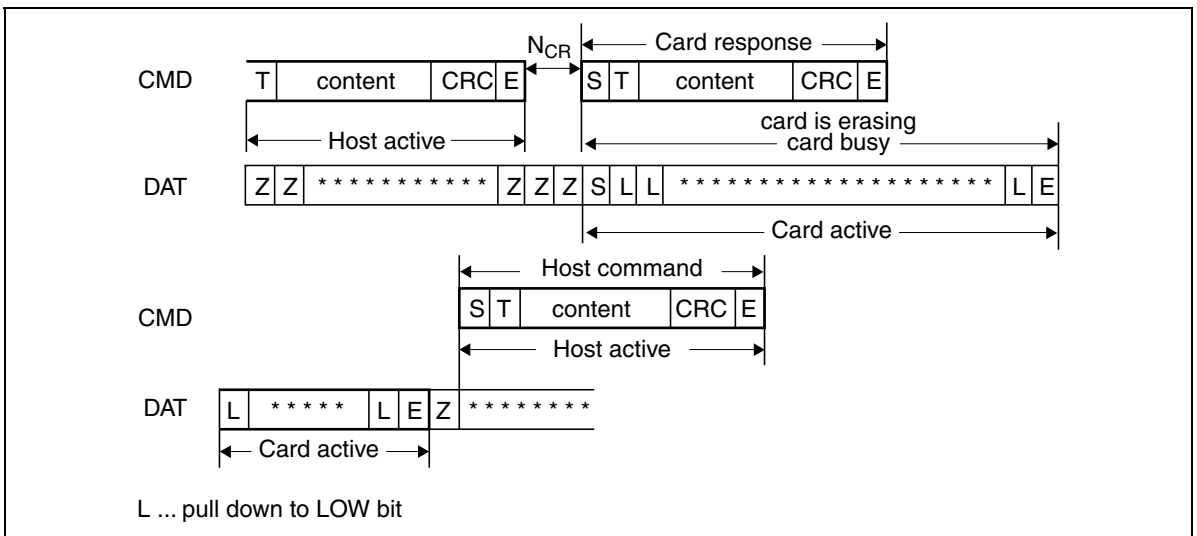 N_CR Card response
CMD T content CRC E S T content CRC E
Host active card is erasing
card busy
DAT Z Z * * * * * * * * * * * Z Z Z S L L * * * * * * * * * * * * * * * * * * * * L E
Card active
Host command
CMD S T content CRC E
Host active
DAT L * * * * * L E Z * * * * * * * *
Card active
L ... pull down to LOW bit